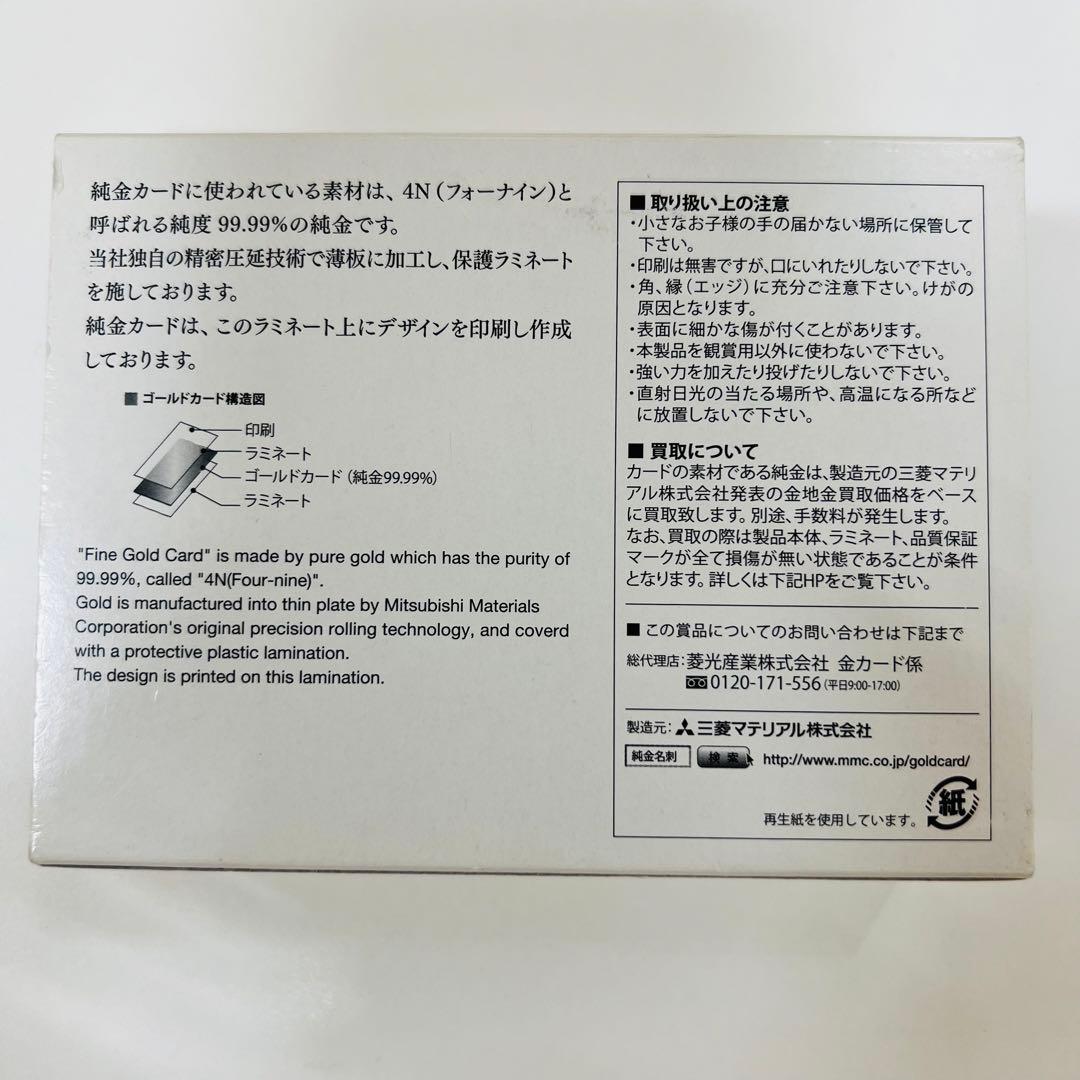 純金カードに使われている素材は、4N（フォーナイン）と
呼ばれる純度 99.99%の純金です。
当社独自の精密圧延技術で薄板に加工し、保護ラミネート
を施しております。
純金カードは、このラミネート上にデザインを印刷し作成
しております。
■ ゴールドカード構造図
印刷
ラミネート
ゴールドカード（純金99.99%）
ラミネート
"Fine Gold Card" is made by pure gold which has the purity of
99.99%, called "4N(Four-nine)".
Gold is manufactured into thin plate by Mitsubishi Materials
Corporation's original precision rolling technology, and coverd
with a protective plastic lamination.
The design is printed on this lamination.
■ 取り扱い上の注意
・小さなお子様の手の届かない場所に保管して
下さい。
・印刷は無害ですが、口にいれたりしないで下さい。
・角、縁（エッジ）に充分ご注意下さい。けがの
原因となります。
・表面に細かな傷が付くことがあります。
・本製品を観賞用以外に使わないで下さい。
・強い力を加えたり投げたりしないで下さい。
・直射日光の当たる場所や、高温になる所など
に放置しないで下さい。
■ 買取について
カードの素材である純金は、製造元の三菱マテリ
アル株式会社発表の金地金買取価格をベース
に買取致します。別途、手数料が発生します。
なお、買取の際は製品本体、ラミネート、品質保証
マークが全て損傷が無い状態であることが条件
となります。詳しくは下記HPをご覧下さい。
■ この賞品についてのお問い合わせは下記まで
総代理店：菱光産業株式会社 金カード係
0120-171-556（平日9:00-17:00）
製造元：三菱マテリアル株式会社
純金名刺 検索 http://www.mmc.co.jp/goldcard/
紙
再生紙を使用しています。